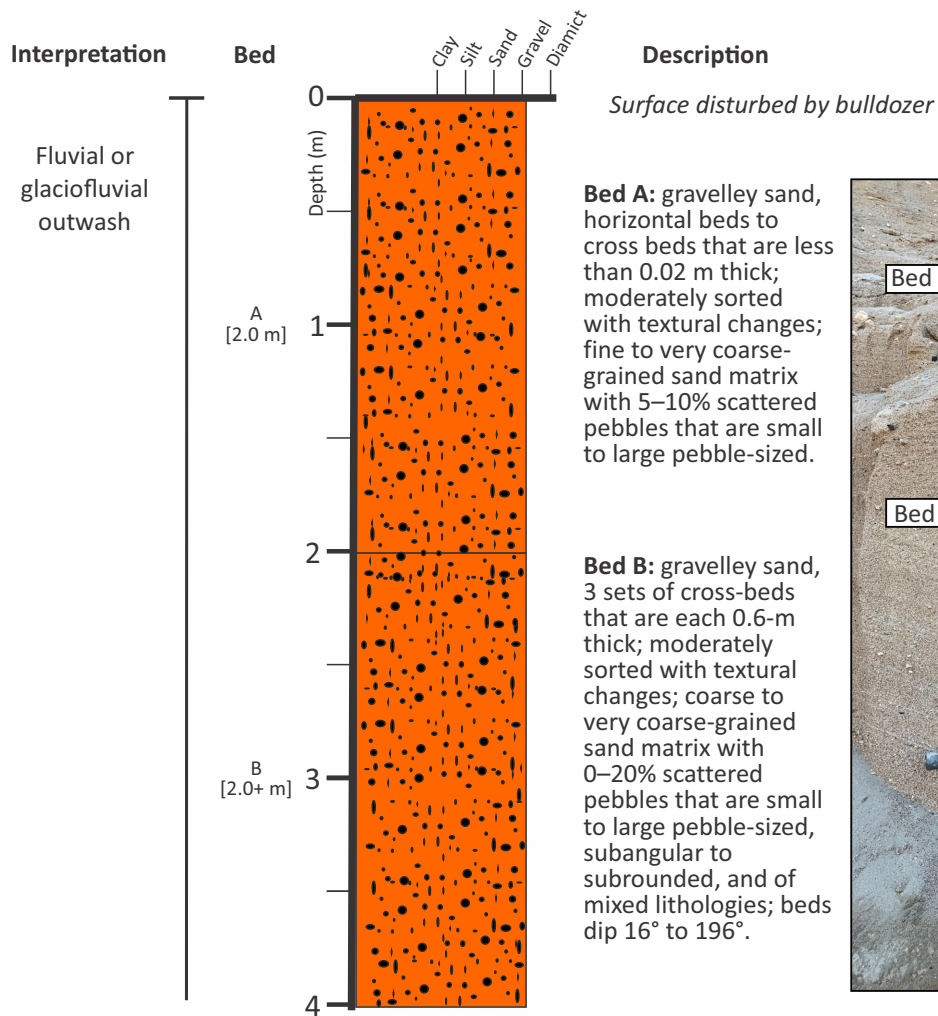 Interpretation
Bed
Clay
Silt
Sand
Gravel
Diamict
Description
0
Surface disturbed by bulldozer
Depth (m)
Fluvial or
glaciofluvial
outwash
Bed A: gravelley sand,
horizontal beds to
cross beds that are less
than 0.02 m thick;
moderately sorted
with textural changes;
fine to very coarse-
grained sand matrix
with 5–10% scattered
pebbles that are small
to large pebble-sized.
Bed
A
[2.0 m]
1
Bed
2
Bed B: gravelley sand,
3 sets of cross-beds
that are each 0.6-m
thick; moderately
sorted with textural
changes; coarse to
very coarse-grained
sand matrix with
0–20% scattered
pebbles that are small
to large pebble-sized,
subangular to
subrounded, and of
mixed lithologies; beds
dip 16° to 196°.
B
[2.0+ m]
3
4